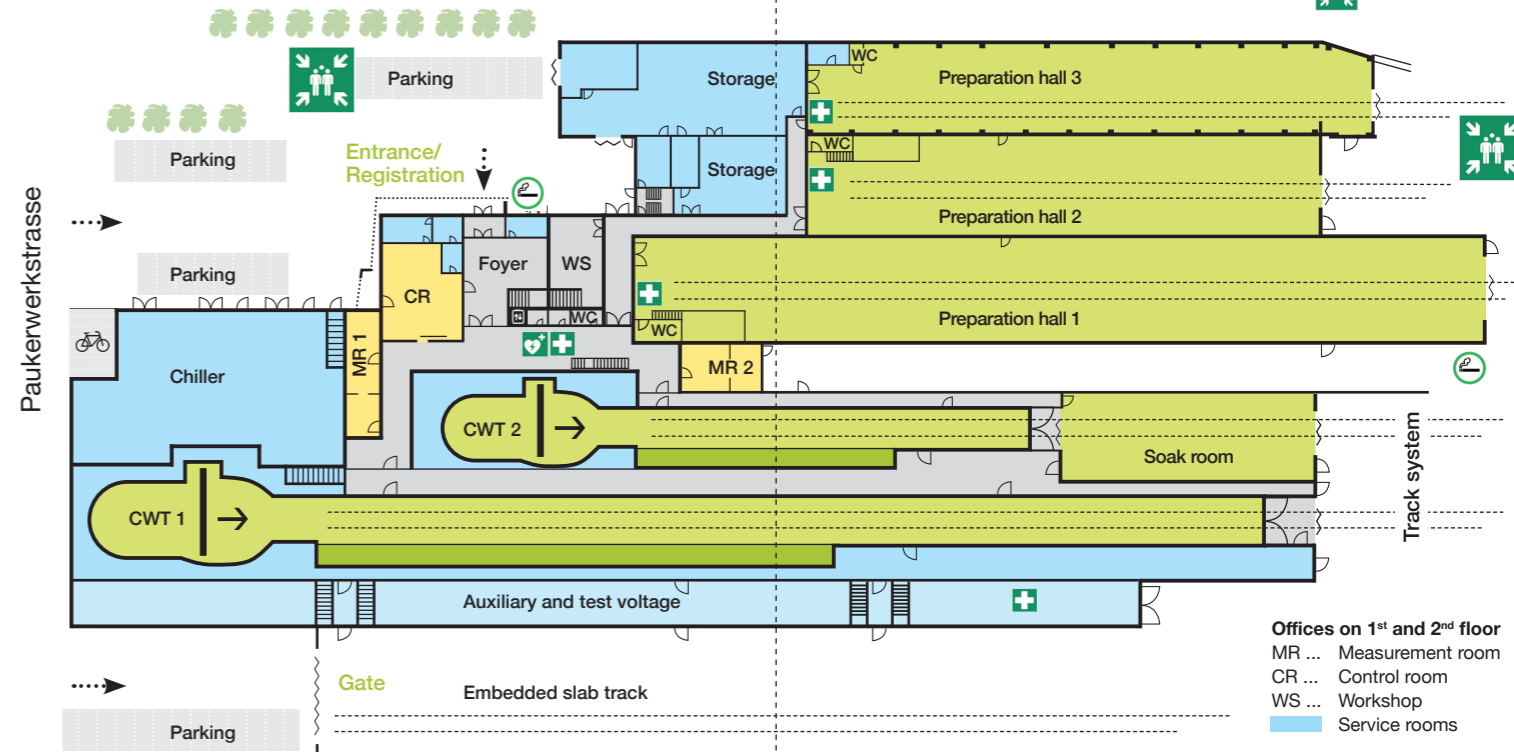 Parking
WC
Storage
Preparation hall 3
Parking
Entrance/
Registration
WC
Storage
Preparation hall 2
Paukerwerkstrasse
Parking
Foyer
WS
CR
WC
WC
Preparation hall 1
MR 1
Chiller
MR 2
CWT 2
Soak room
Track system
CWT 1
Auxiliary and test voltage
Gate
Embedded slab track
Parking
Offices on 1st and 2nd floor
MR ... Measurement room
CR ... Control room
WS ... Workshop
Service rooms